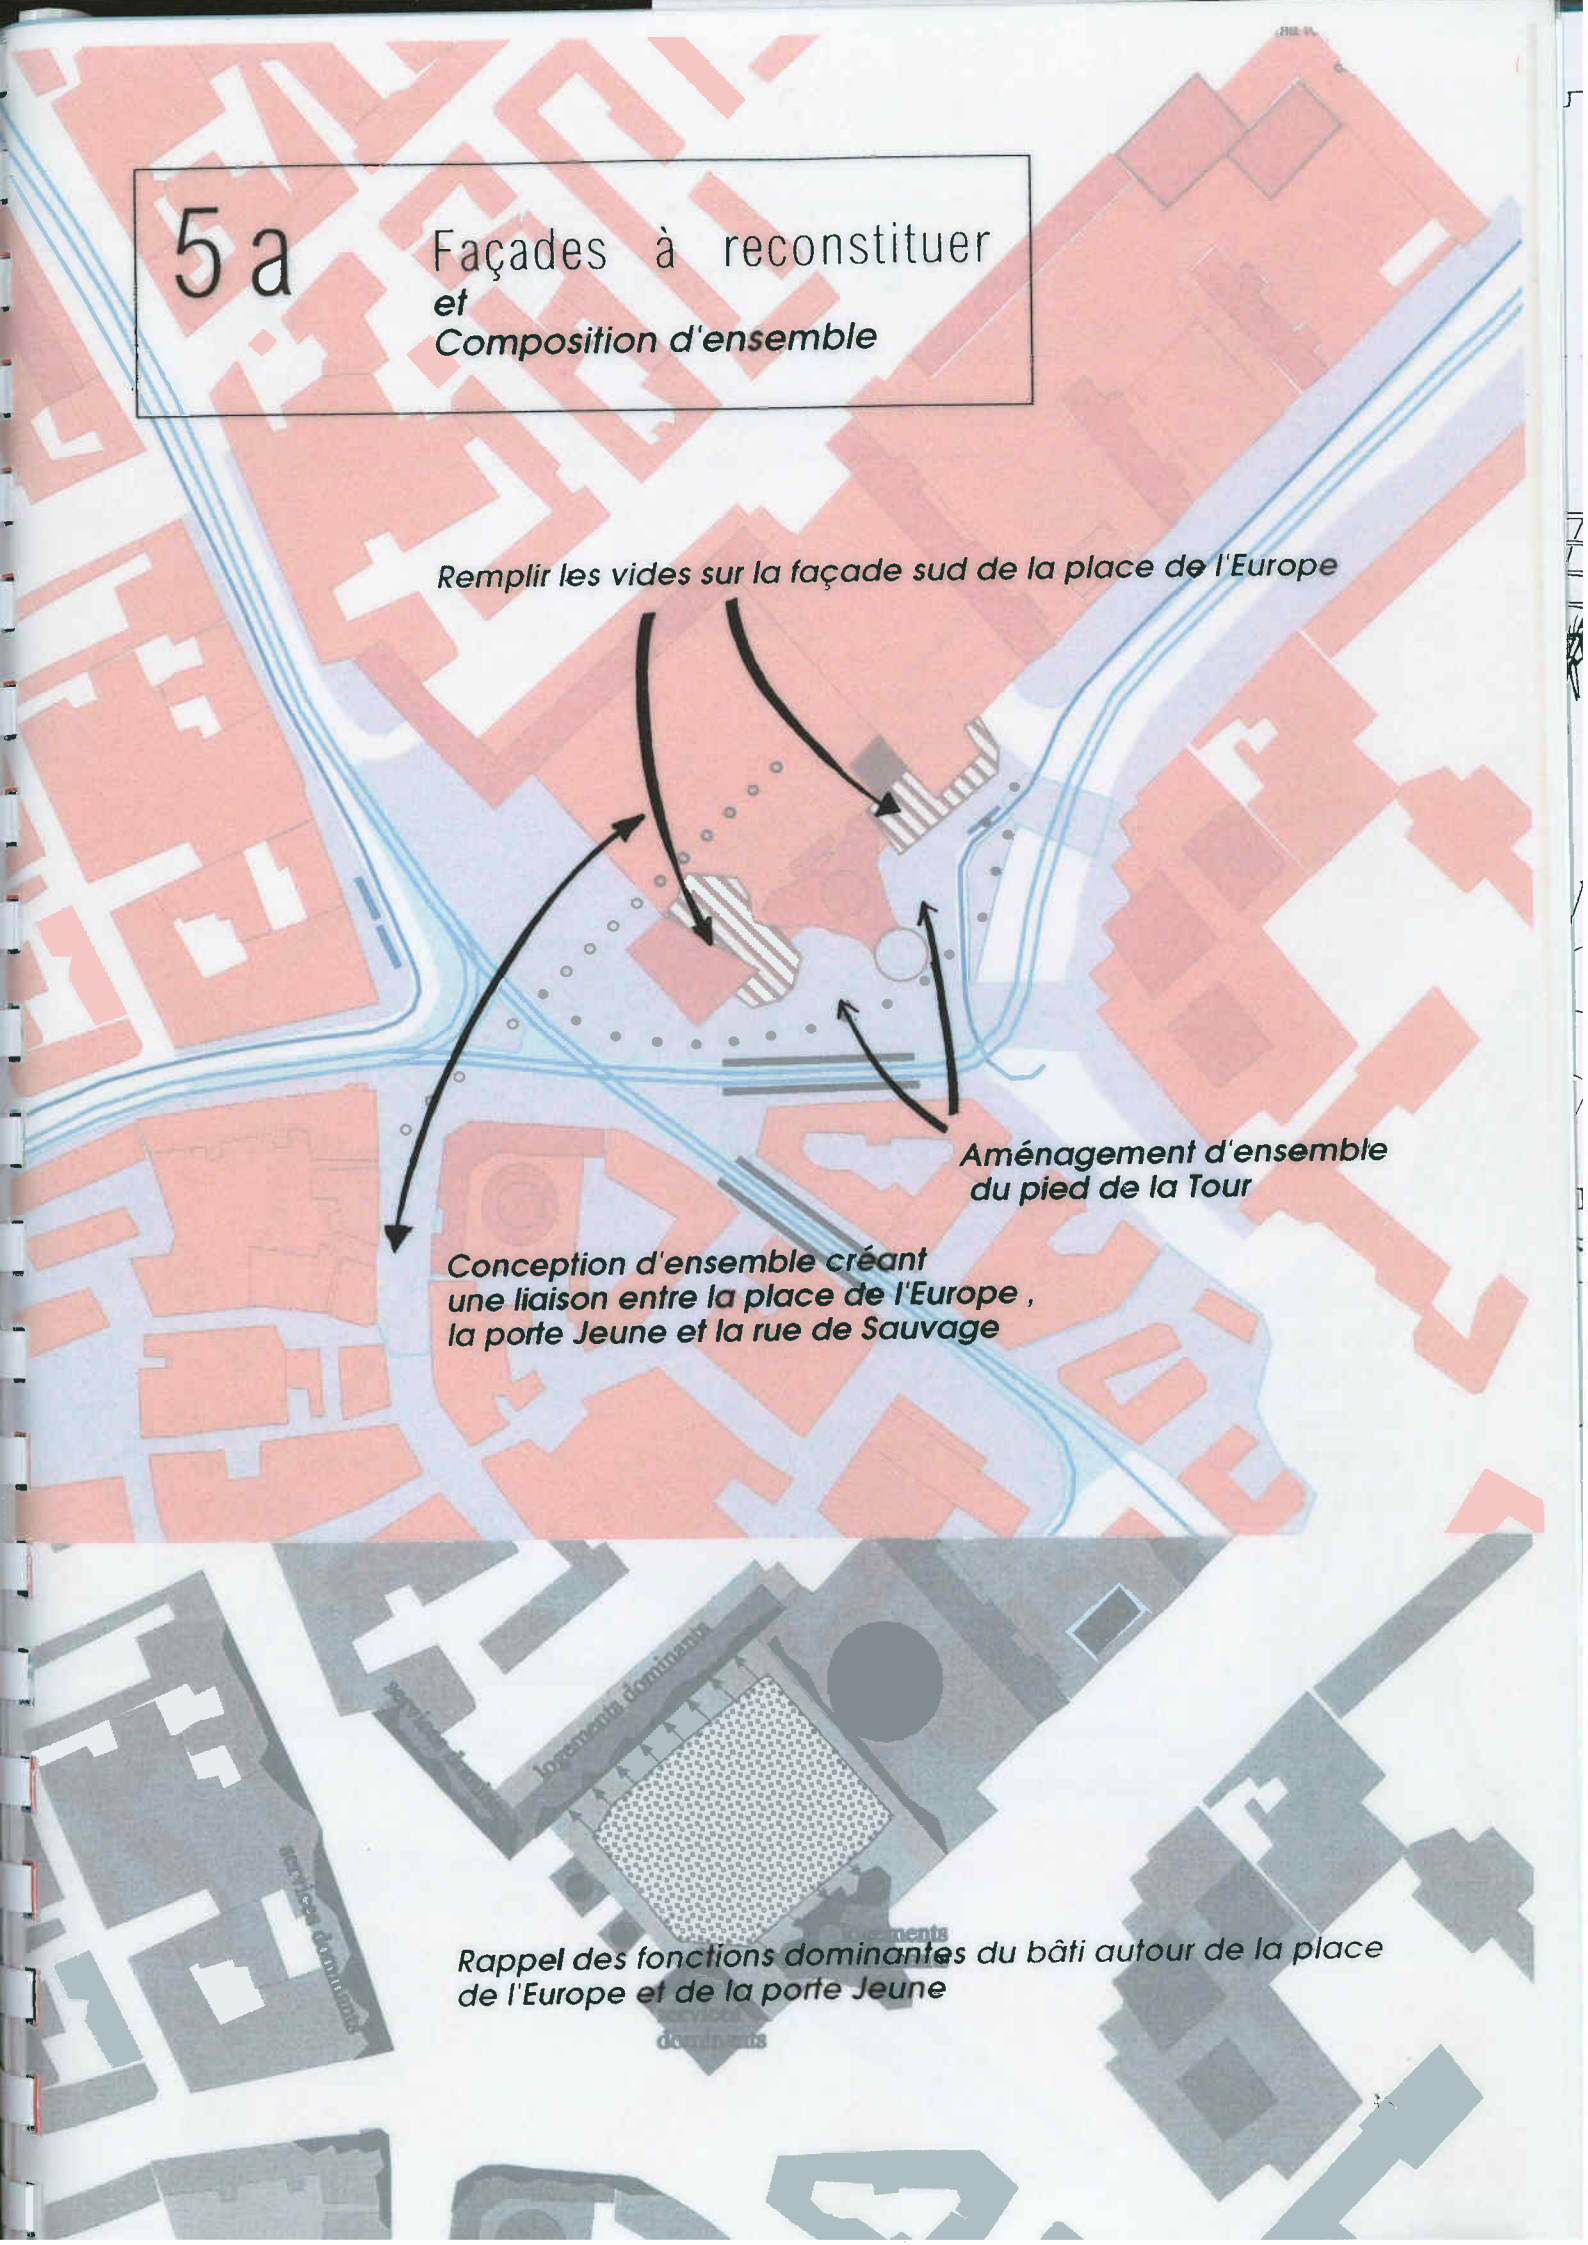 5a
Façades à reconstituer
et
Composition d'ensemble
Remplir les vides sur la façade sud de la place de l'Europe
Aménagement d'ensemble
du pied de la Tour
Conception d'ensemble créant
une liaison entre la place de l'Europe ,
la porte Jeune et la rue de Sauvage
logements dominants
services
services dominants
logements
Rappel des fonctions dominantes du bâti autour de la place
de l'Europe et de la porte Jeune
services
dominants